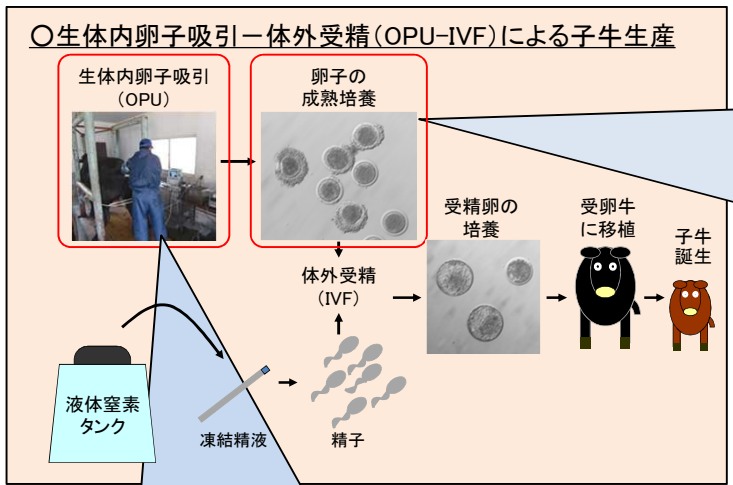 〇生体内卵子吸引－体外受精（OPU-IVF）による子牛生産
生体内卵子吸引
（OPU）
卵子の
成熟培養
体外受精
（IVF）
受精卵の
培養
受卵牛
に移植
子牛
誕生
液体窒素
タンク
凍結精液
精子